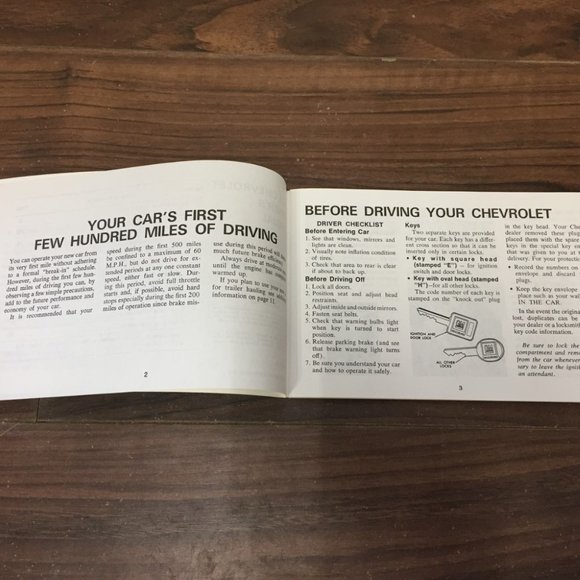 YOUR CAR'S FIRST
FEW HUNDRED MILES OF DRIVING
You can operate your new car from
its very first mile without adhering
to a formal "break-in" schedule.
However, during the first few hun-
dred miles of driving you can, by
observing a few simple precautions,
add to the future performance and
economy of your car.
It is recommended that your
speed during the first 500 miles
be confined to a maximum of 60
M.P.H., but do not drive for ex-
tended periods at any one constant
speed, either fast or slow. Dur-
ing this period, avoid full throttle
starts and, if possible, avoid hard
stops especially during the first 200
miles of operation since brake mis-
use during this period will
much future brake efficiency.
Always drive at moderate
until the engine has
warmed up.
If you plan to use your
for trailer hauling see
information on page 11.
2
BEFORE DRIVING YOUR CHEVROLET
DRIVER CHECKLIST
Before Entering Car
1. See that windows, mirrors and
lights are clean.
2. Visually note inflation condition
of tires.
3. Check that area to rear is clear
if about to back up.
Before Driving Off
1. Lock all doors.
2. Position seat and adjust head
restraints.
3. Adjust inside and outside mirrors.
4. Fasten seat belts.
5. Check that warning bulbs light
when key is turned to start
position.
6. Release parking brake (and see
that brake warning light turns
off).
7. Be sure you understand your car
and how to operate it safely.
Keys
Two separate keys are provided
for your car. Each key has a differ-
ent cross section so that it can be
inserted only in certain locks.
• Key with square head
(stamped "E") – for ignition
switch and door locks.
• Key with oval head (stamped
"H")–for all other locks.
The code number of each key is
stamped on the "knock out" plug
IGNITION AND
DOOR LOCK
ALL OTHER
LOCKS
in the key head. Your Che
dealer removed these plug
placed them with the spare
keys in the special key en
that was given to you at
delivery. For your protectio
• Record the numbers on
envelope and discard
plugs.
• Keep the key envelope
place such as your wall
IN THE CAR.
In the event the original
lost, duplicates can be
your dealer or a locksmith
key code information.
Be sure to lock the
compartment and remo
from the car whenever
sary to leave the igniti
an attendant.
3